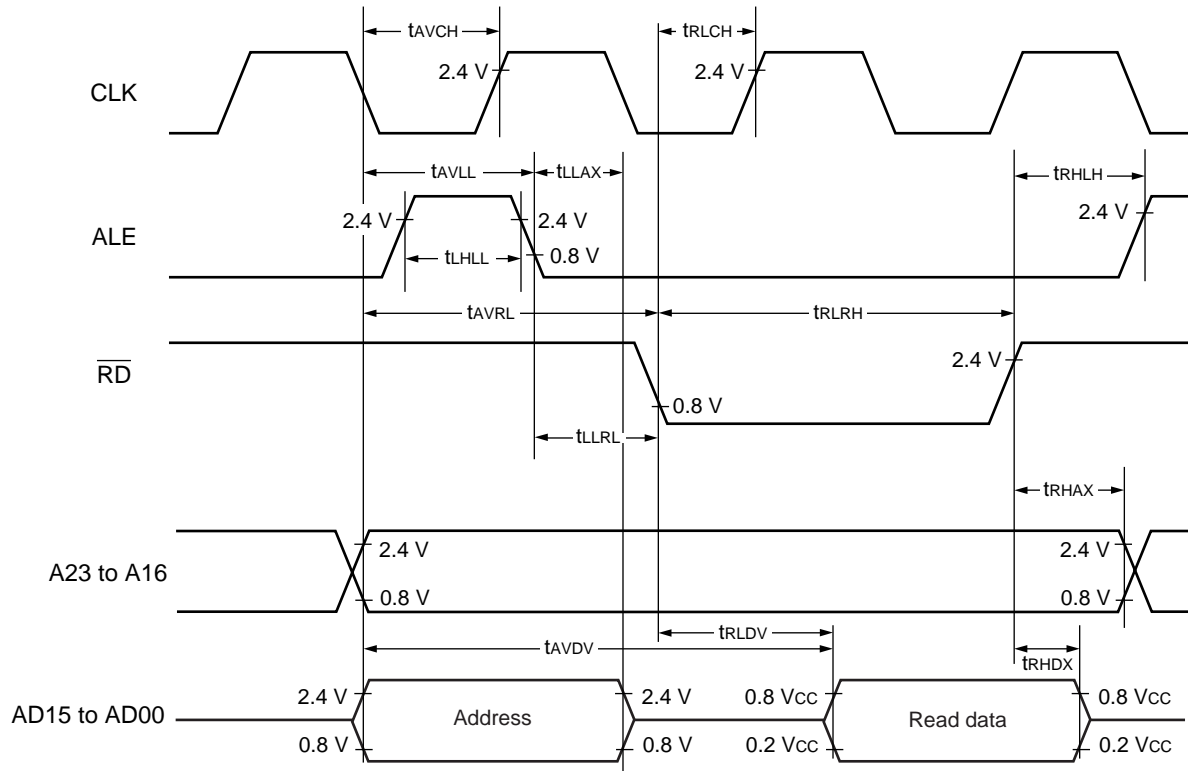 tAVCH
tRLCH
2.4 V
2.4 V
CLK
tAVLL
tLLAX
tRHLH
2.4 V
2.4 V
2.4 V
ALE
0.8 V
tLHLL
tAVRL
tRLRH
RD
2.4 V
0.8 V
tLLRL
tRHAX
2.4 V
2.4 V
A23 to A16
0.8 V
0.8 V
tRLDV
tAVDV
tRHDX
2.4 V
2.4 V
0.8 VCC
0.8 VCC
AD15 to AD00
Address
Read data
0.8 V
0.8 V
0.2 VCC
0.2 VCC